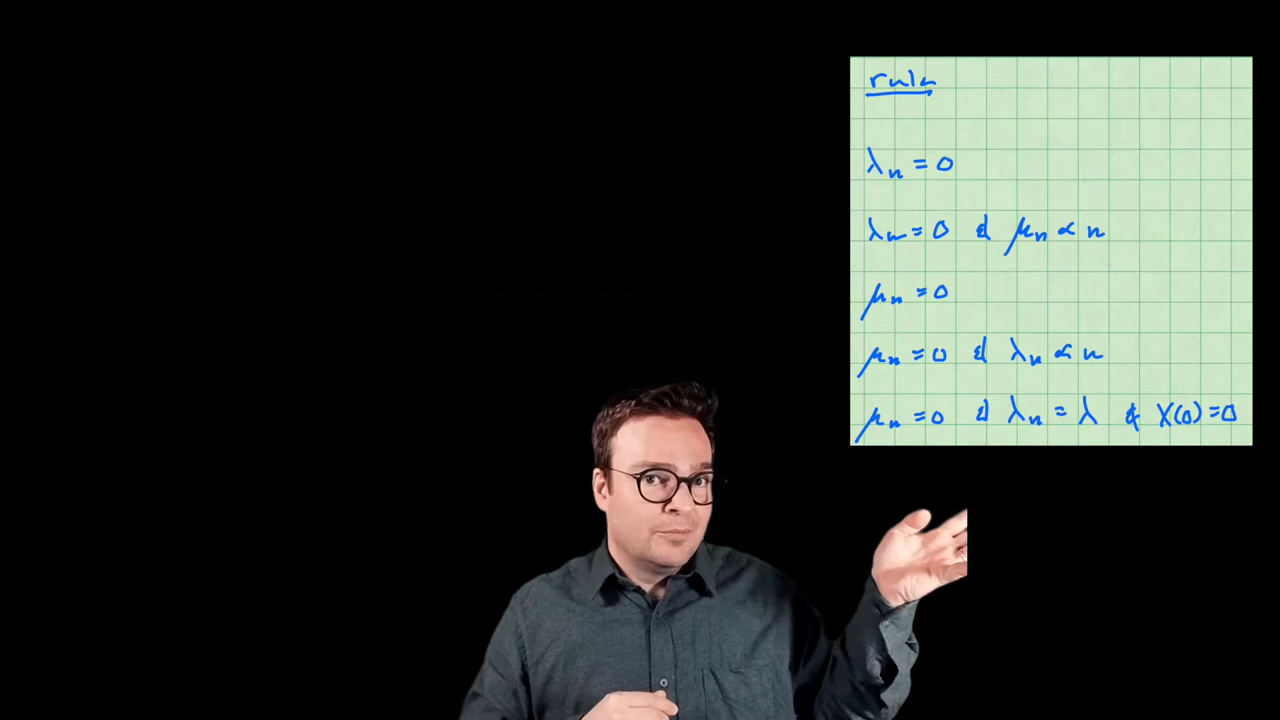 rule
λₙ = 0
λₙ = 0 & μₙ ∝ n
μₙ = 0
μₙ = 0 & λₙ ∝ n
μₙ = 0 & λₙ = λ & X(0) = 0